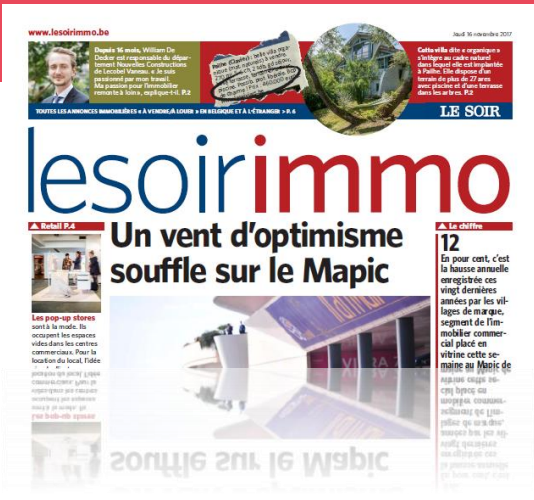 www.lesoirimmo.be
Jeudi 16 novembre 2017
Depuis 16 mois, William De
Decker est responsable du dépar-
tement Nouvelles Constructions
de Lecobel Vaneau. « Je suis
passionné par mon travail.
Ma passion pour l'immobilier
remonte à loin », explique-t-il. P.2
Pailhe (Clavier) : belle villa orga-
Cette villa dite « organique »
s'intègre au cadre naturel
dans lequel elle est implantée
à Pailhe. Elle dispose d'un
terrain de plus de 27 ares
avec piscine et d'une terrasse
dans les arbres. P.2
TOUTES LES ANNONCES IMMOBILIÈRES « À VENDRE/À LOUER » EN BELGIQUE ET À L'ÉTRANGER > P.6
LE SOIR
lesoirimmo
Retail P.4
Les pop-up stores
sont à la mode. Ils
occupent les espaces
vides dans les centres
commerciaux. Pour la
location du local, l'idée
Un vent d'optimisme
souffle sur le Mapic
Le chiffre
12
En pour cent, c'est
la hausse annuelle
enregistrée ces
vingt dernières
années par les vil-
lages de marque,
segment de l'im-
mobilier commer-
cial placé en
vitrine cette se-
maine au Mapic de